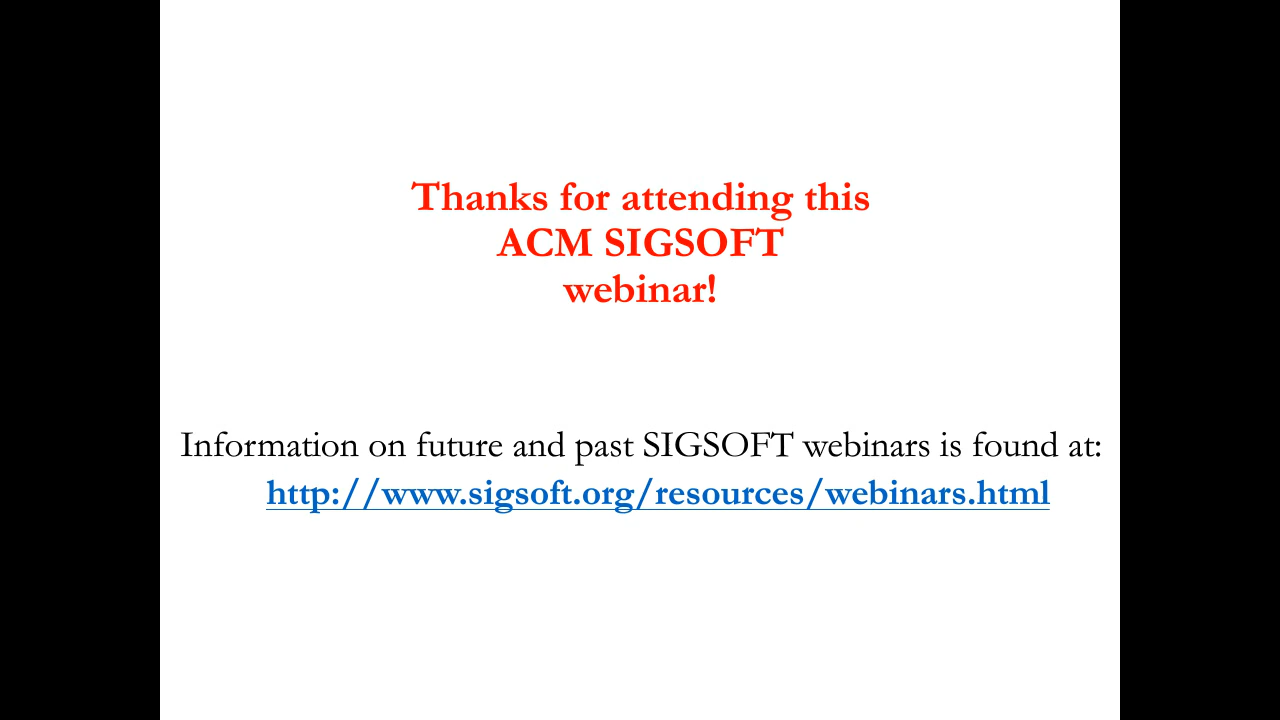 Thanks for attending this
ACM SIGSOFT
webinar!
Information on future and past SIGSOFT webinars is found at:
http://www.sigsoft.org/resources/webinars.html